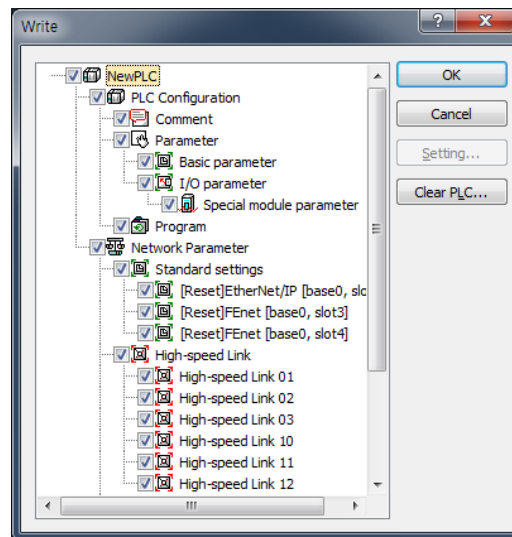 Write
NewPLC
PLC Configuration
Comment
Parameter
Basic parameter
I/O parameter
Special module parameter
Program
Network Parameter
Standard settings
[Reset]EtherNet/IP [base0, slo
[Reset]FEnet [base0, slot3]
[Reset]FEnet [base0, slot4]
High-speed Link
High-speed Link 01
High-speed Link 02
High-speed Link 03
High-speed Link 10
High-speed Link 11
High-speed Link 12
OK
Cancel
Setting...
Clear PLC...